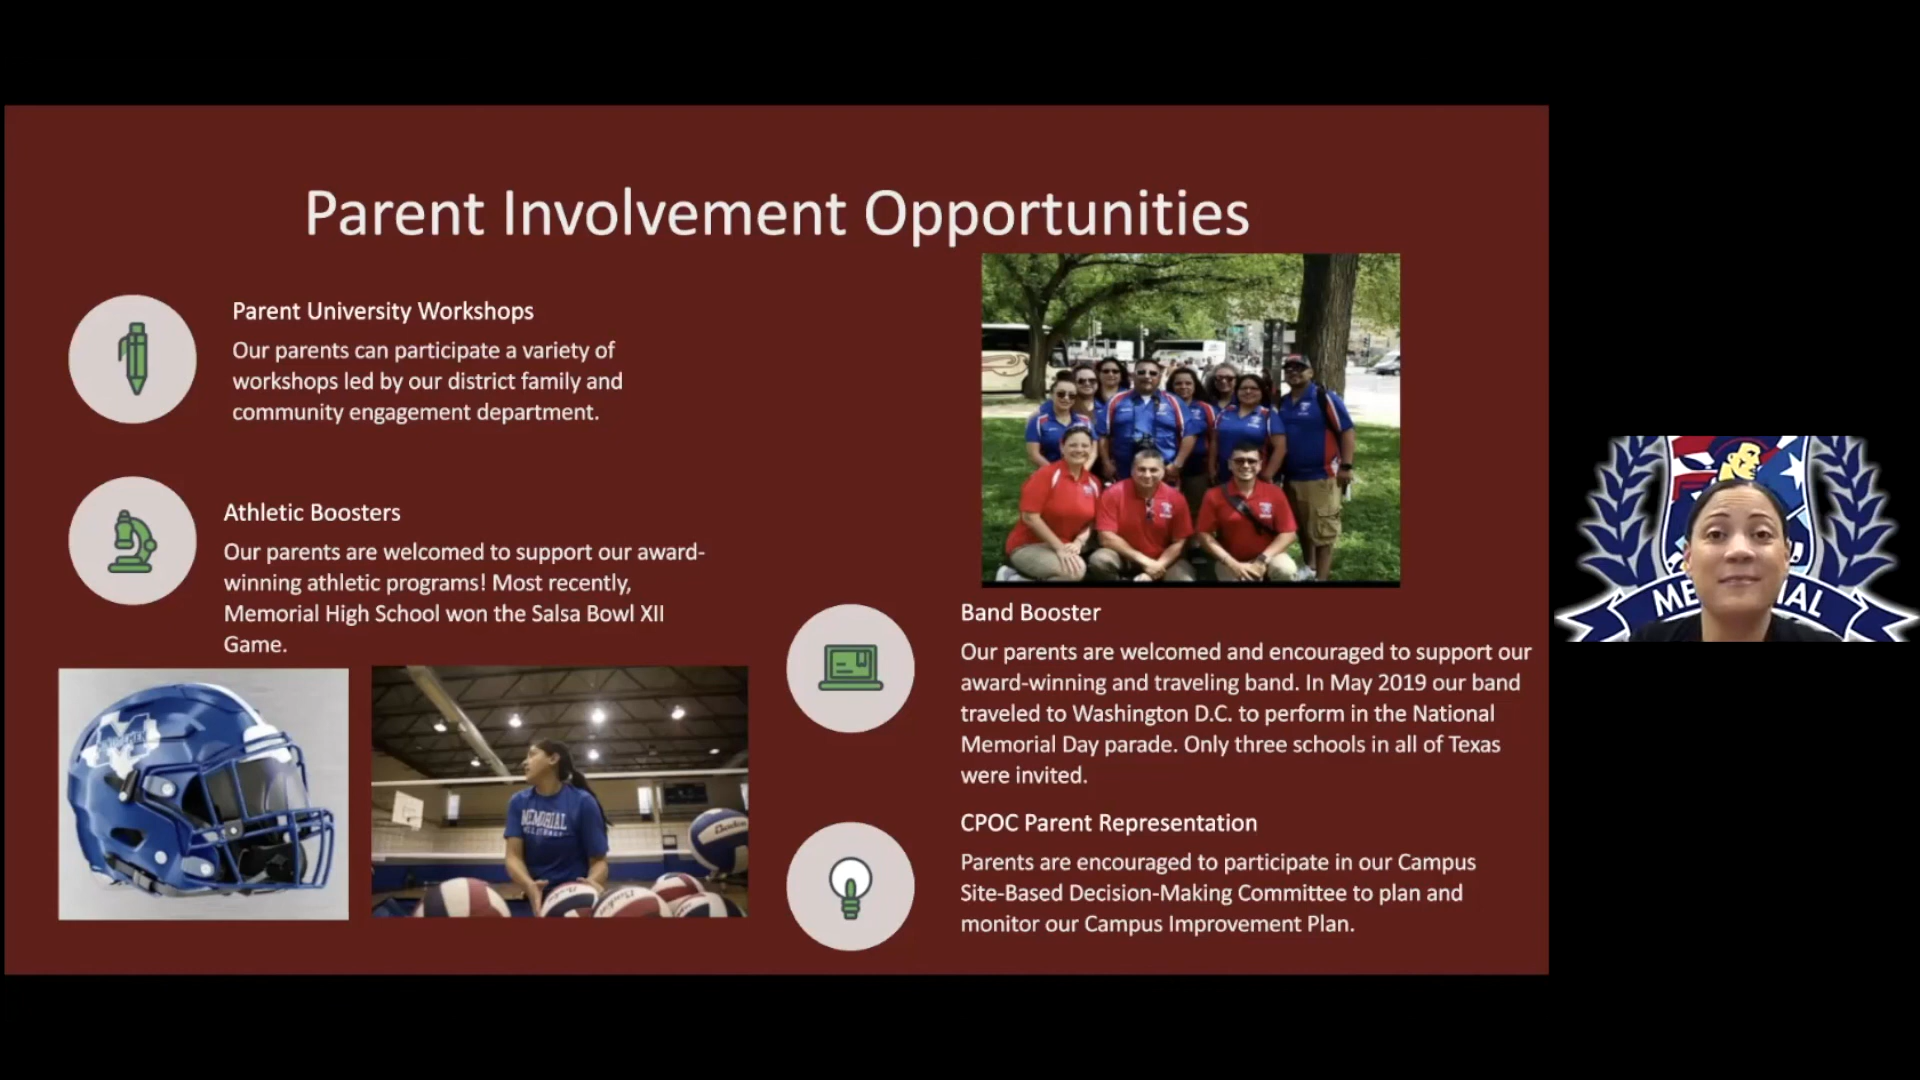 Parent Involvement Opportunities
Parent University Workshops
Our parents can participate a variety of
workshops led by our district family and
community engagement department.
Athletic Boosters
Our parents are welcomed to support our award-
winning athletic programs! Most recently,
Memorial High School won the Salsa Bowl XII
Game.
MEMORIAL
Band Booster
Our parents are welcomed and encouraged to support our
award-winning and traveling band. In May 2019 our band
traveled to Washington D.C. to perform in the National
Memorial Day parade. Only three schools in all of Texas
were invited.
CPOC Parent Representation
Parents are encouraged to participate in our Campus
Site-Based Decision-Making Committee to plan and
monitor our Campus Improvement Plan.